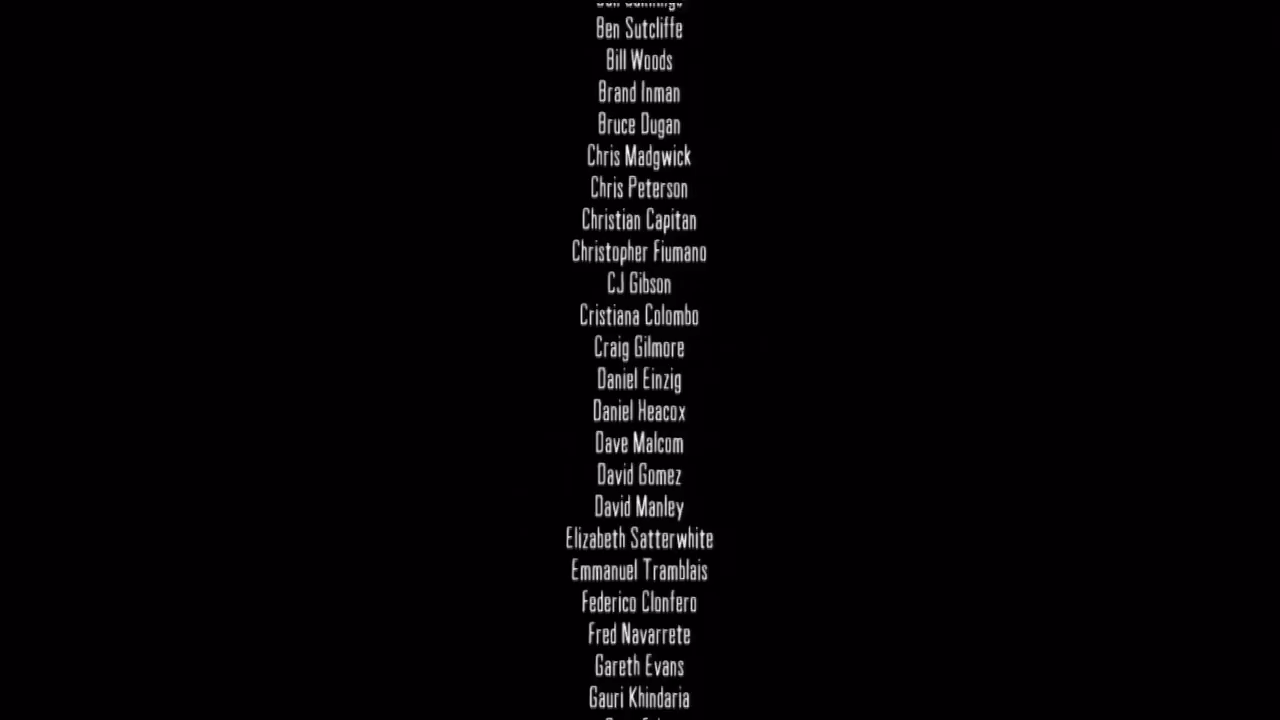 Ben Sutcliffe
Bill Woods
Brand Inman
Bruce Dugan
Chris Madgwick
Chris Peterson
Christian Capitan
Christopher Fiumano
CJ Gibson
Cristiana Colombo
Craig Gilmore
Daniel Einzig
Daniel Heacox
Dave Malcom
David Gomez
David Manley
Elizabeth Satterwhite
Emmanuel Tramblais
Federico Clonfero
Fred Navarrete
Gareth Evans
Gauri Khindaria